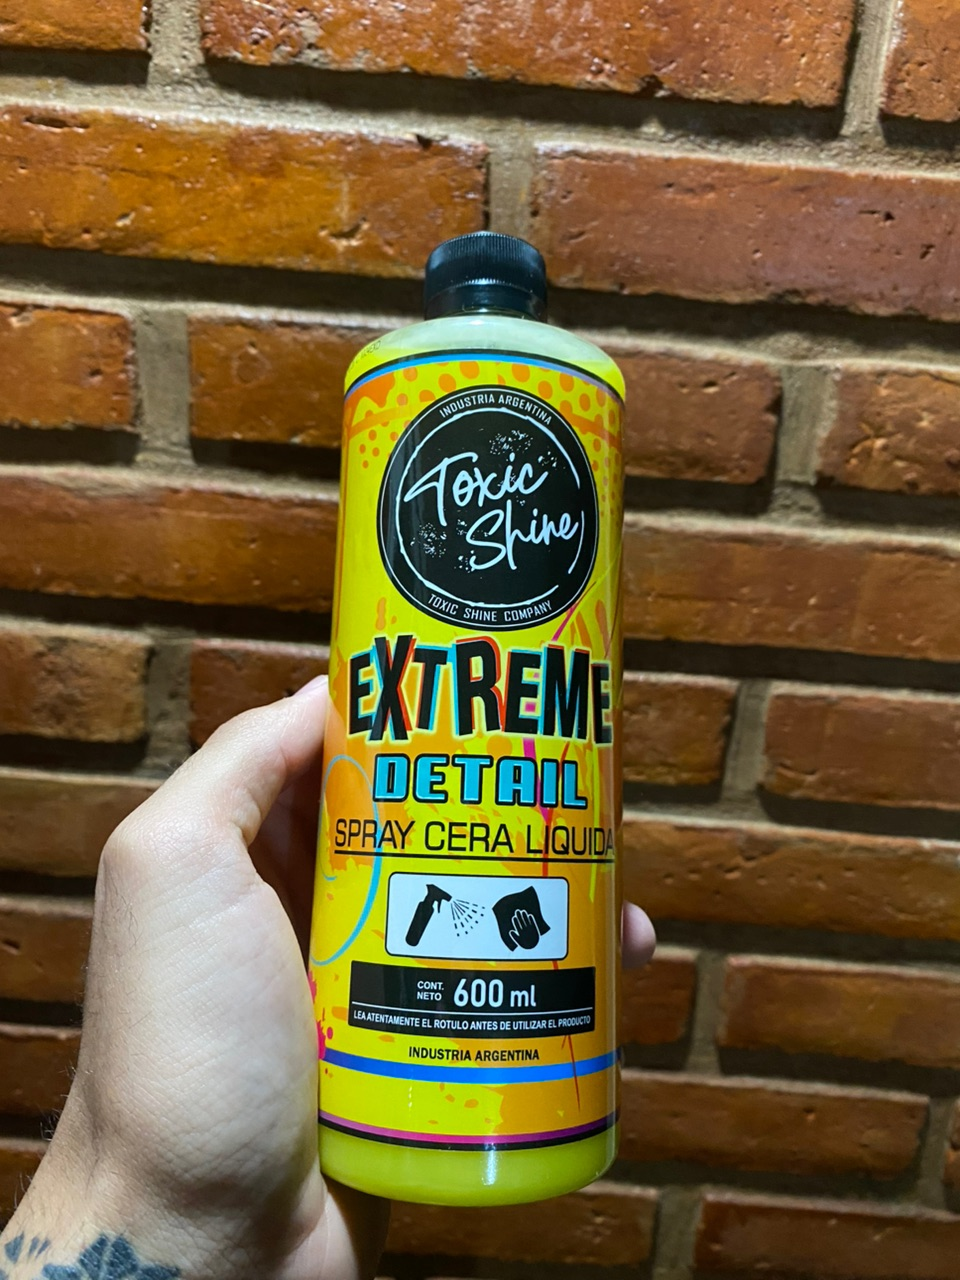 INDUSTRIA ARGENTINA
Toxic
Shine
TOXIC SHINE COMPANY
EXTREME
DETAIL
SPRAY CERA LIQUIDA
CONT. NETO 600 ml
LEA ATENTAMENTE EL ROTULO ANTES DE UTILIZAR EL PRODUCTO
INDUSTRIA ARGENTINA